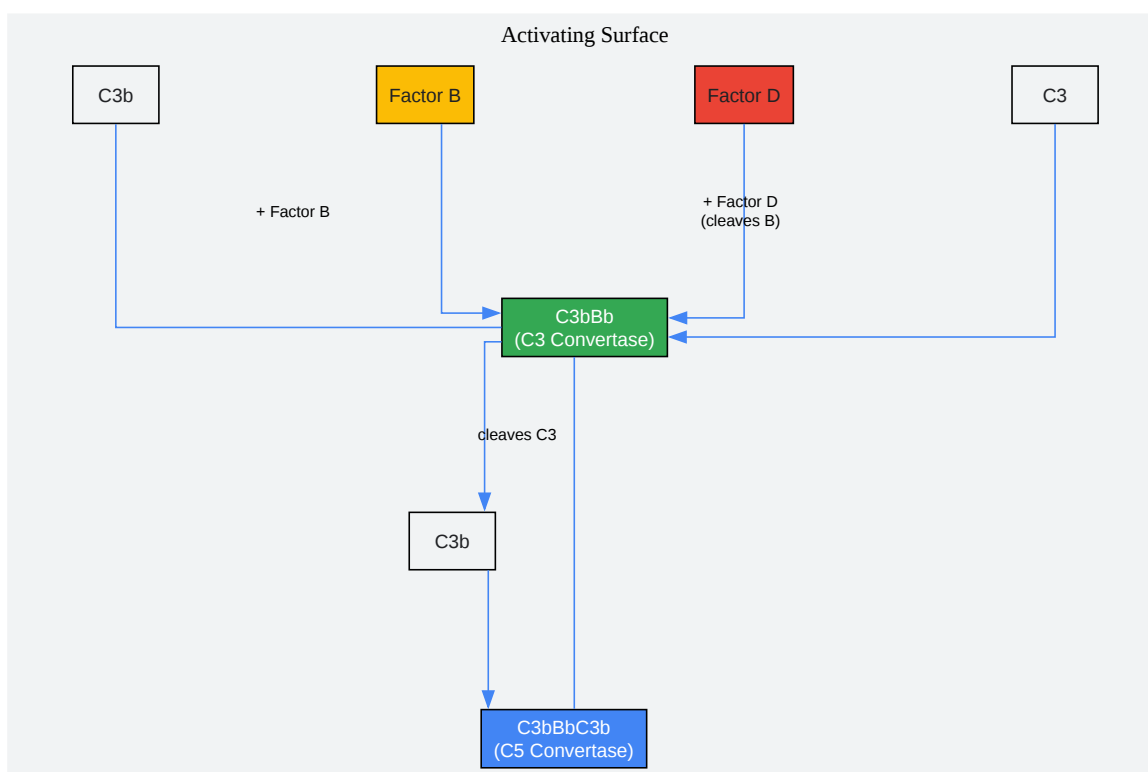 Activating Surface
C3b
Factor B
Factor D
C3
+ Factor B
+ Factor D
(cleaves B)
C3bBb
(C3 Convertase)
cleaves C3
C3b
C3bBbC3b
(C5 Convertase)